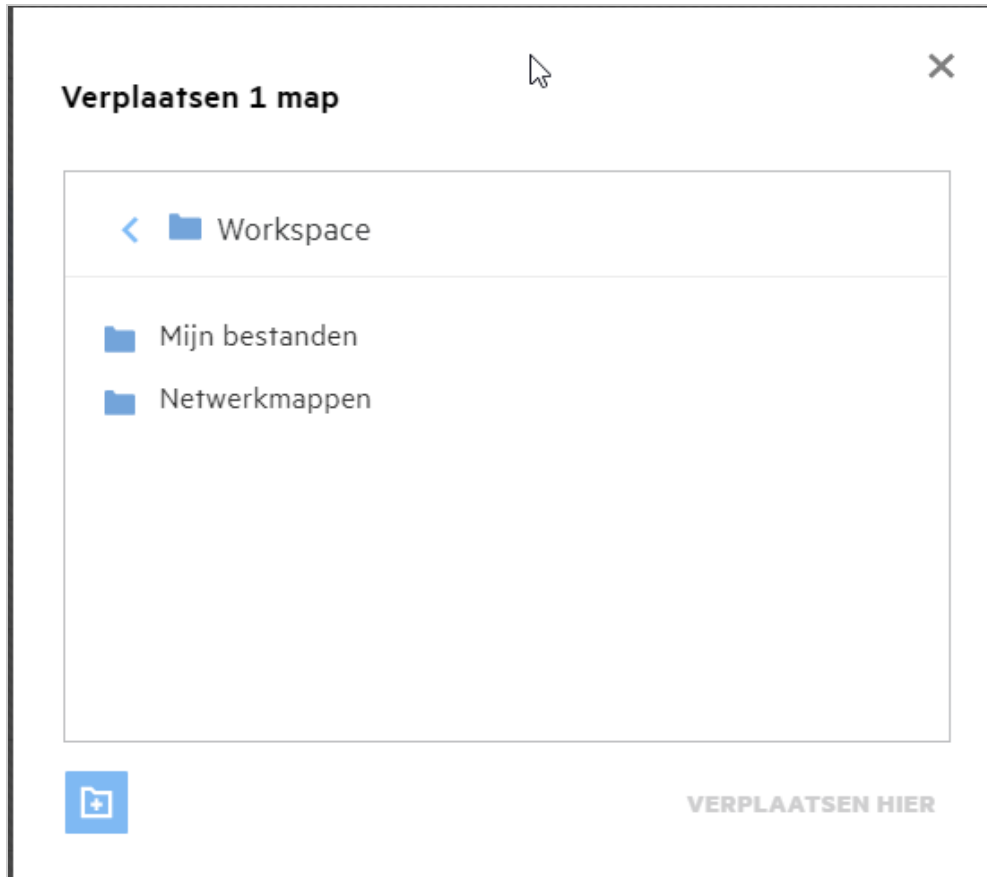 Verplaatsen 1 map
Workspace
Mijn bestanden
Netwerkmappen
VERPLAATSEN HIER